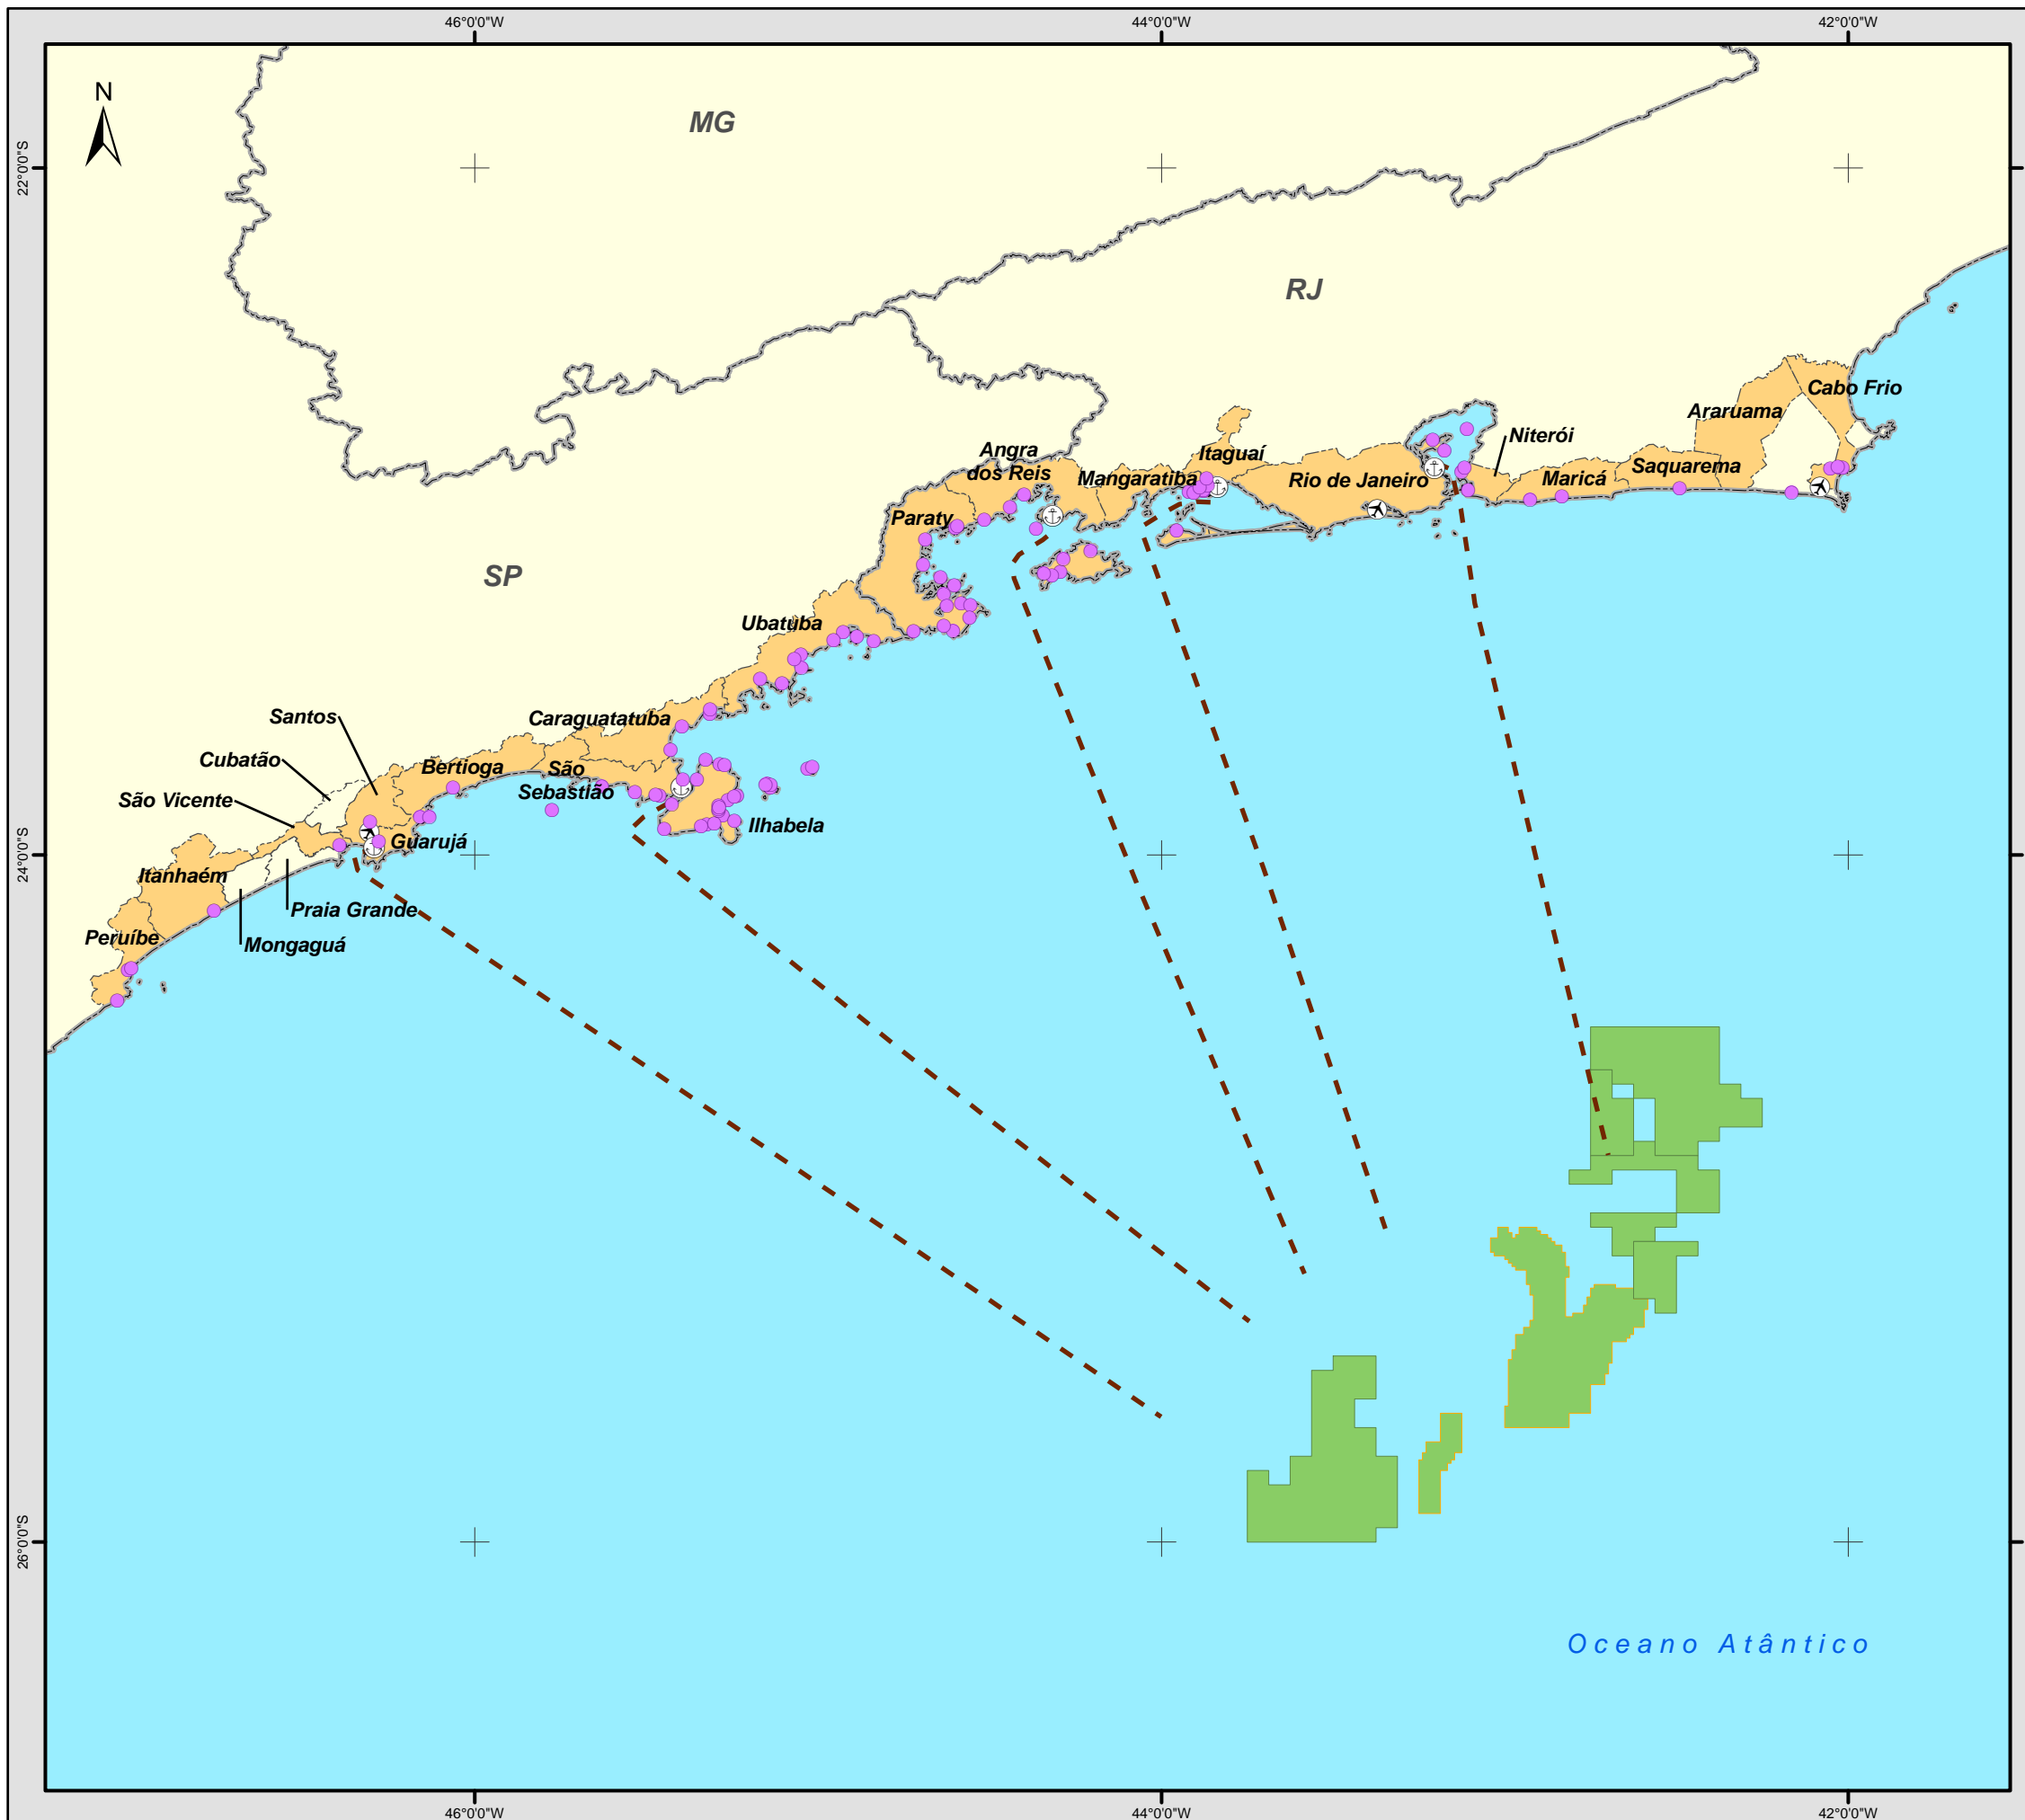 46°0'0"W
44°0'0"W
42°0'0"W
N
MG
22°0'0"S
RJ
Cabo Frio
Araruama
Niterói
Angra
dos Reis
Itaguaí
Saquarema
Mangaratiba
Rio de Janeiro
Maricá
Paraty
SP
Ubatuba
Santos
Caraguatatuba
Cubatão
Bertioga
São
Sebastião
São Vicente
Ilhabela
Guarujá
24°0'0"S
Itanhaém
Praia Grande
Peruíbe
Mongaguá
26°0'0"S
Oceano Atântico
46°0'0"W
44°0'0"W
42°0'0"W